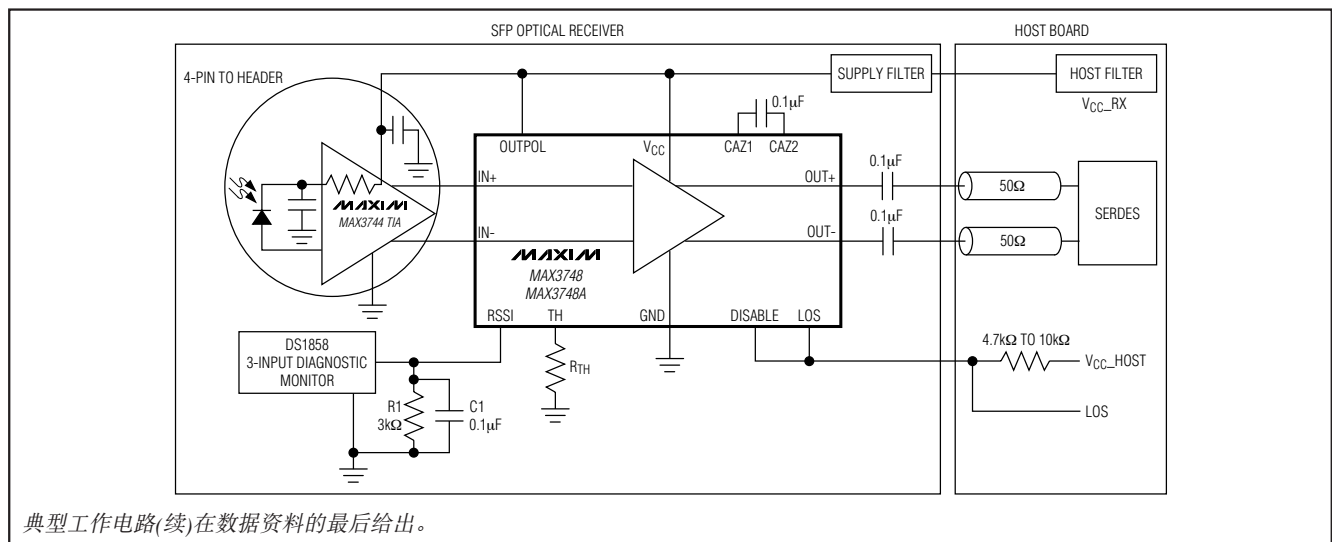 SFP OPTICAL RECEIVER
HOST BOARD
4-PIN TO HEADER
SUPPLY FILTER
HOST FILTER
VCC_RX
0.1μF
OUTPOL
VCC
CAZ1
CAZ2
0.1μF
IN+
OUT+
50Ω
MAXIM
MAX3744 TIA
SERDES
0.1μF
IN-
OUT-
50Ω
MAXIM
MAX3748
MAX3748A
RSSI
TH
GND
DISABLE
LOS
DS1858
3-INPUT DIAGNOSTIC
MONITOR
RTH
4.7kΩ TO 10kΩ
VCC_HOST
R1
3kΩ
C1
0.1μF
LOS
典型工作电路(续)在数据资料的最后给出。